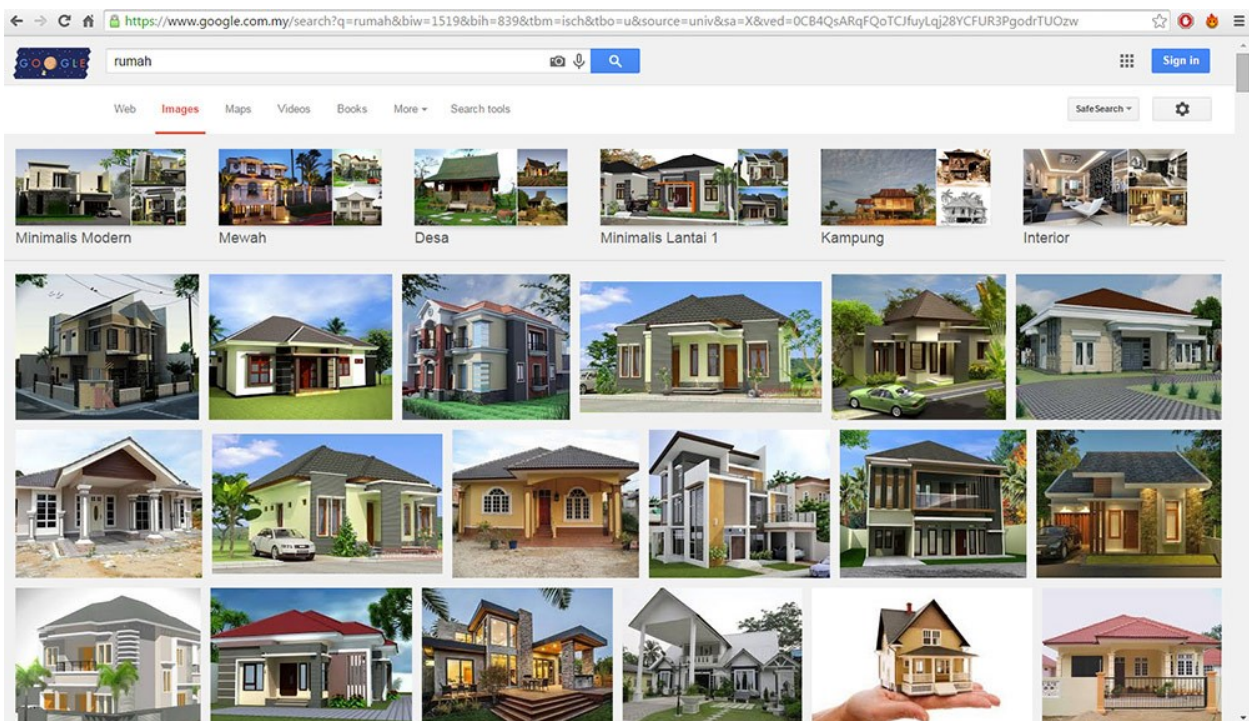 https://www.google.com.my/search?q=rumah&biw=1519&bih=839&tbm=isch&tbo=u&source=univ&sa=X&ved=0CB4QsARqFQoTCJfuyLqj28YCFUR3PgodrTUOzw
GOOGLE rumah Sign in
Web Images Maps Videos Books More Search tools SafeSearch
Minimalis Modern Mewah Desa Minimalis Lantai 1 Kampung Interior